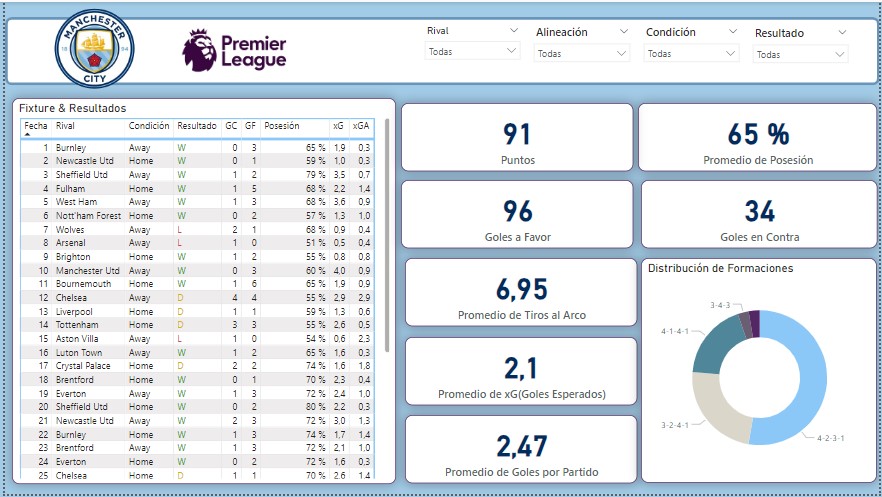 MANCHESTER
18 94
CITY
Premier
League
Rival
Todas
Alineación
Todas
Condición
Todas
Resultado
Todas
Fixture & Resultados
Fecha Rival Condición Resultado GC GF Posesión xG xGA
1 Burnley Away W 0 3 65 % 1,9 0,3
2 Newcastle Utd Home W 0 1 59 % 1,0 0,3
3 Sheffield Utd Away W 1 2 79 % 3,5 0,7
4 Fulham Home W 1 5 68 % 2,2 1,4
5 West Ham Away W 1 3 68 % 3,6 0,9
6 Nott'ham Forest Home W 0 2 57 % 1,3 1,0
7 Wolves Away L 2 1 68 % 0,9 0,4
8 Arsenal Away L 1 0 51 % 0,5 0,4
9 Brighton Home W 1 2 55 % 0,8 0,8
10 Manchester Utd Away W 0 3 60 % 4,0 0,9
11 Bournemouth Home W 1 6 65 % 1,9 0,9
12 Chelsea Away D 4 4 55 % 2,9 2,9
13 Liverpool Home D 1 1 59 % 1,3 0,6
14 Tottenham Home D 3 3 55 % 2,6 0,5
15 Aston Villa Away L 1 0 54 % 0,6 2,3
16 Luton Town Away W 1 2 65 % 1,6 0,3
17 Crystal Palace Home D 2 2 74 % 1,6 1,8
18 Brentford Home W 0 1 70 % 2,3 0,4
19 Everton Away W 1 3 72 % 2,4 1,0
20 Sheffield Utd Home W 0 2 80 % 2,2 0,3
21 Newcastle Utd Away W 2 3 72 % 3,0 1,3
22 Burnley Home W 1 3 74 % 1,7 1,4
23 Brentford Away W 1 3 72 % 2,1 1,0
24 Everton Home W 0 2 72 % 1,6 0,3
25 Chelsea Home D 1 1 70 % 2,6 1,4
91
Puntos
65 %
Promedio de Posesión
96
Goles a Favor
34
Goles en Contra
6,95
Promedio de Tiros al Arco
2,1
Promedio de xG(Goles Esperados)
2,47
Promedio de Goles por Partido
Distribución de Formaciones
3-4-3
4-1-4-1
3-2-4-1
4-2-3-1